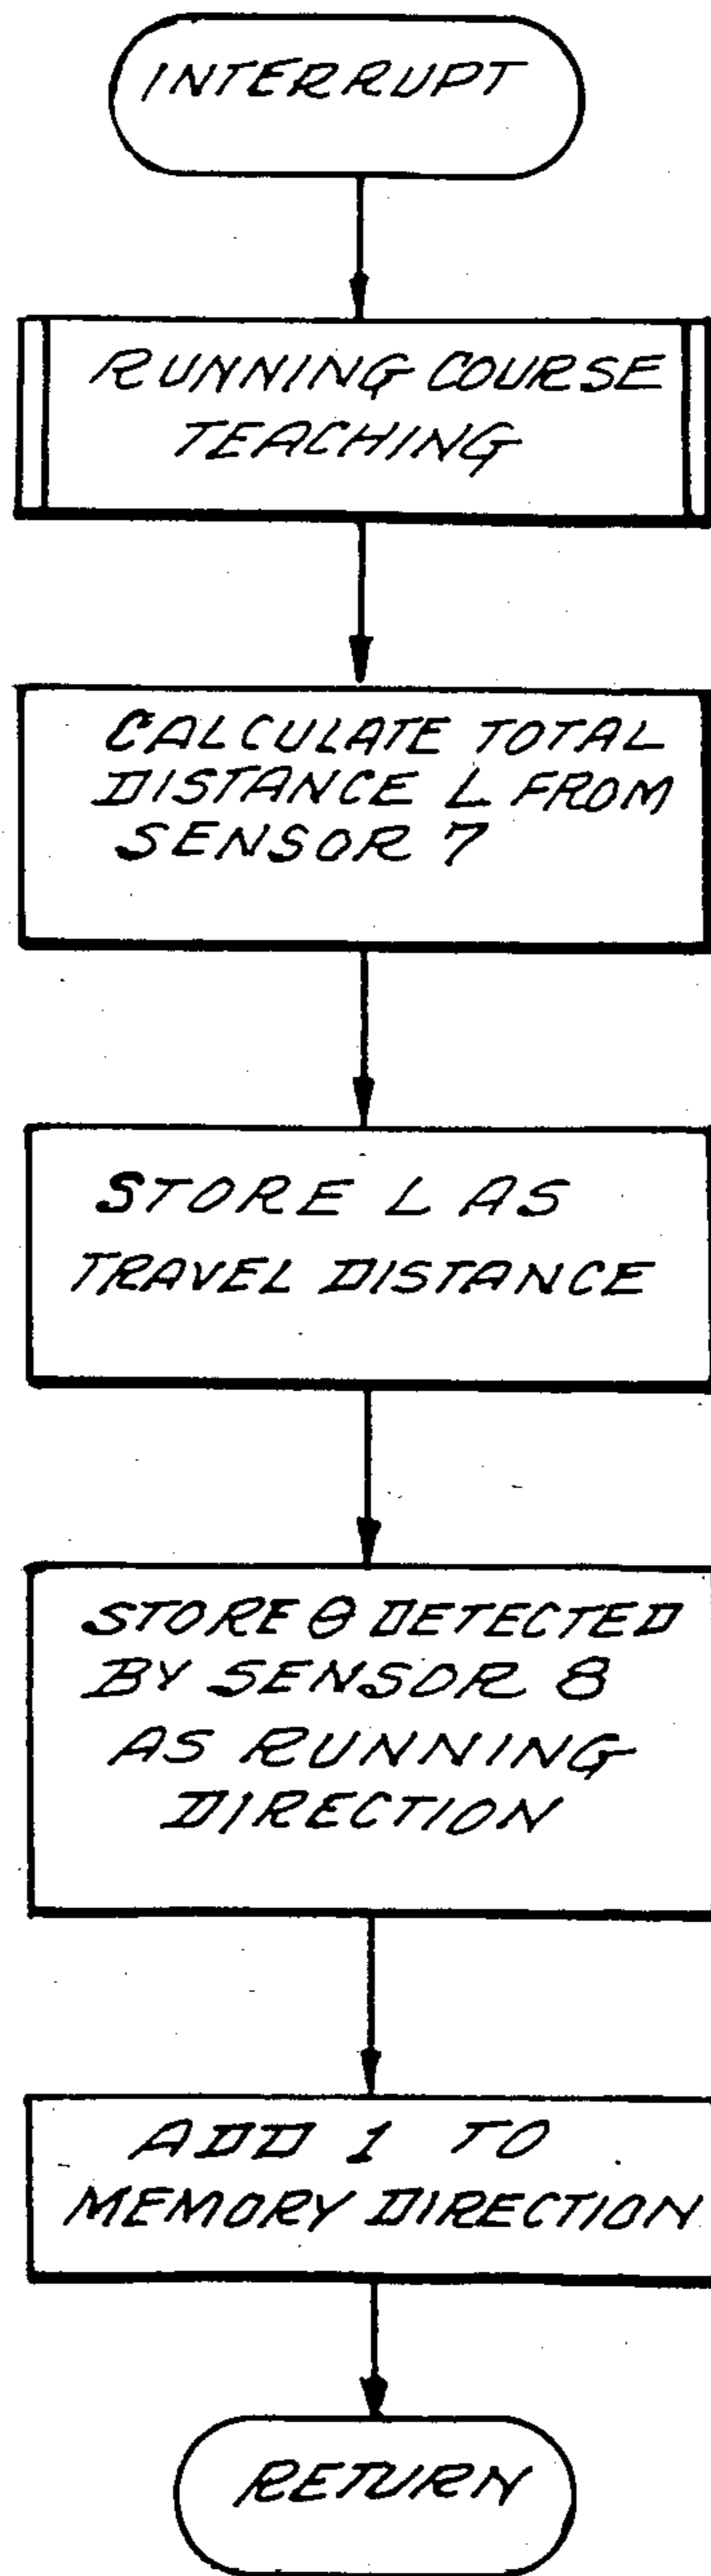 INTERRUPT
RUNNING COURSE
TEACHING
CALCULATE TOTAL
DISTANCE L FROM
SENSOR 7
STORE L AS
TRAVEL DISTANCE
STORE θ DETECTED
BY SENSOR 8
AS RUNNING
DIRECTION
ADD 1 TO
MEMORY DIRECTION
RETURN